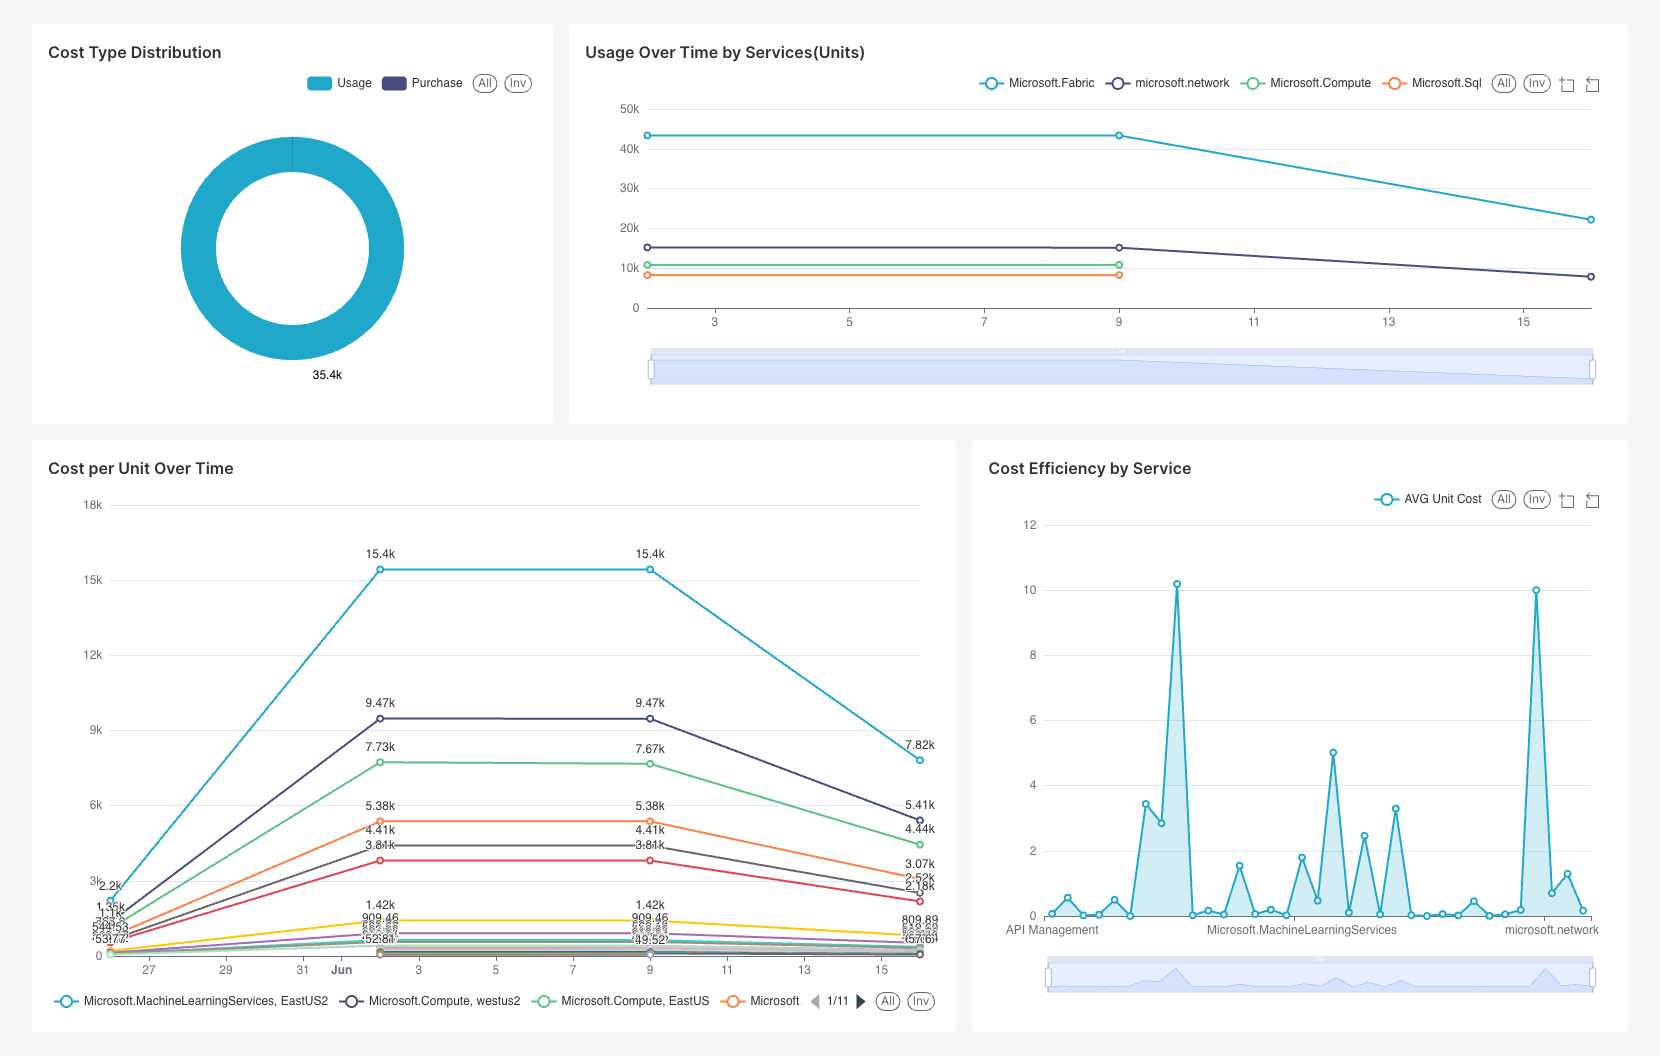 Cost Type Distribution
Usage Purchase All Inv
35.4k
Usage Over Time by Services(Units)
Microsoft.Fabric microsoft.network Microsoft.Compute Microsoft.Sql All Inv
50k
40k
30k
20k
10k
0
3 5 7 9 11 13 15
Cost per Unit Over Time
18k
15k
12k
9k
6k
3k
0
15.4k 15.4k
9.47k 9.47k
7.73k 7.67k
7.82k
5.38k 5.38k
5.41k
4.41k 4.41k
4.44k
3.81k 3.81k
3.07k
2.52k
2.18k
2.2k
1.35k
1.1k
1.42k 1.42k
909.46 909.46
809.89
544.53
53.77
52.81 49.52
27 29 31 Jun 3 5 7 9 11 13 15
Microsoft.MachineLearningServices, EastUS2 Microsoft.Compute, westus2 Microsoft.Compute, EastUS Microsoft 1/11 All Inv
Cost Efficiency by Service
AVG Unit Cost All Inv
12
10
8
6
4
2
0
API Management Microsoft.MachineLearningServices microsoft.network